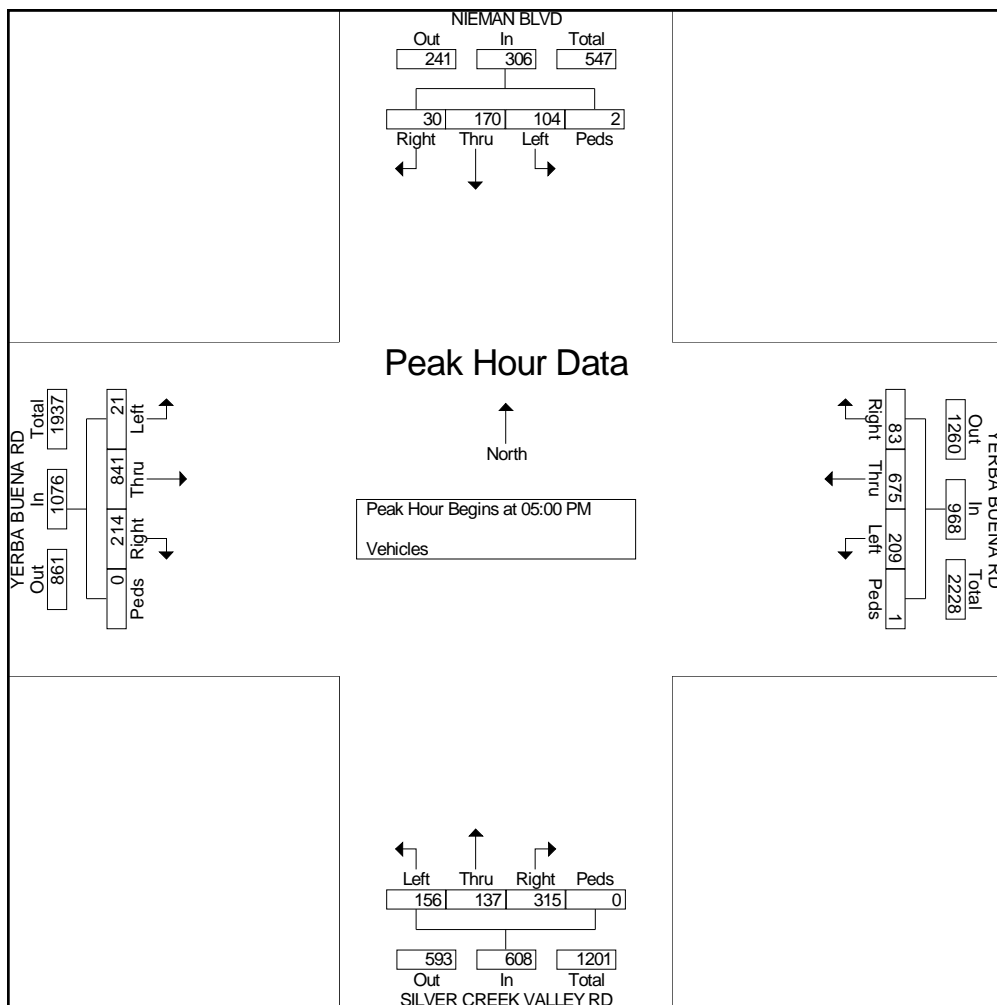 NIEMAN BLVD
Out In Total
241 306 547
30 170 104 2
Right Thru Left Peds
Peak Hour Data
North
Peak Hour Begins at 05:00 PM
Vehicles
YERBA BUENA RD
Total In Out
1937 1076 861
21 841 214 0
Left Thru Right Peds
YERBA BUENA RD
Out In Total
1260 968 2228
83 675 209 1
Right Thru Left Peds
Left Thru Right Peds
156 137 315 0
593 608 1201
Out In Total
SILVER CREEK VALLEY RD